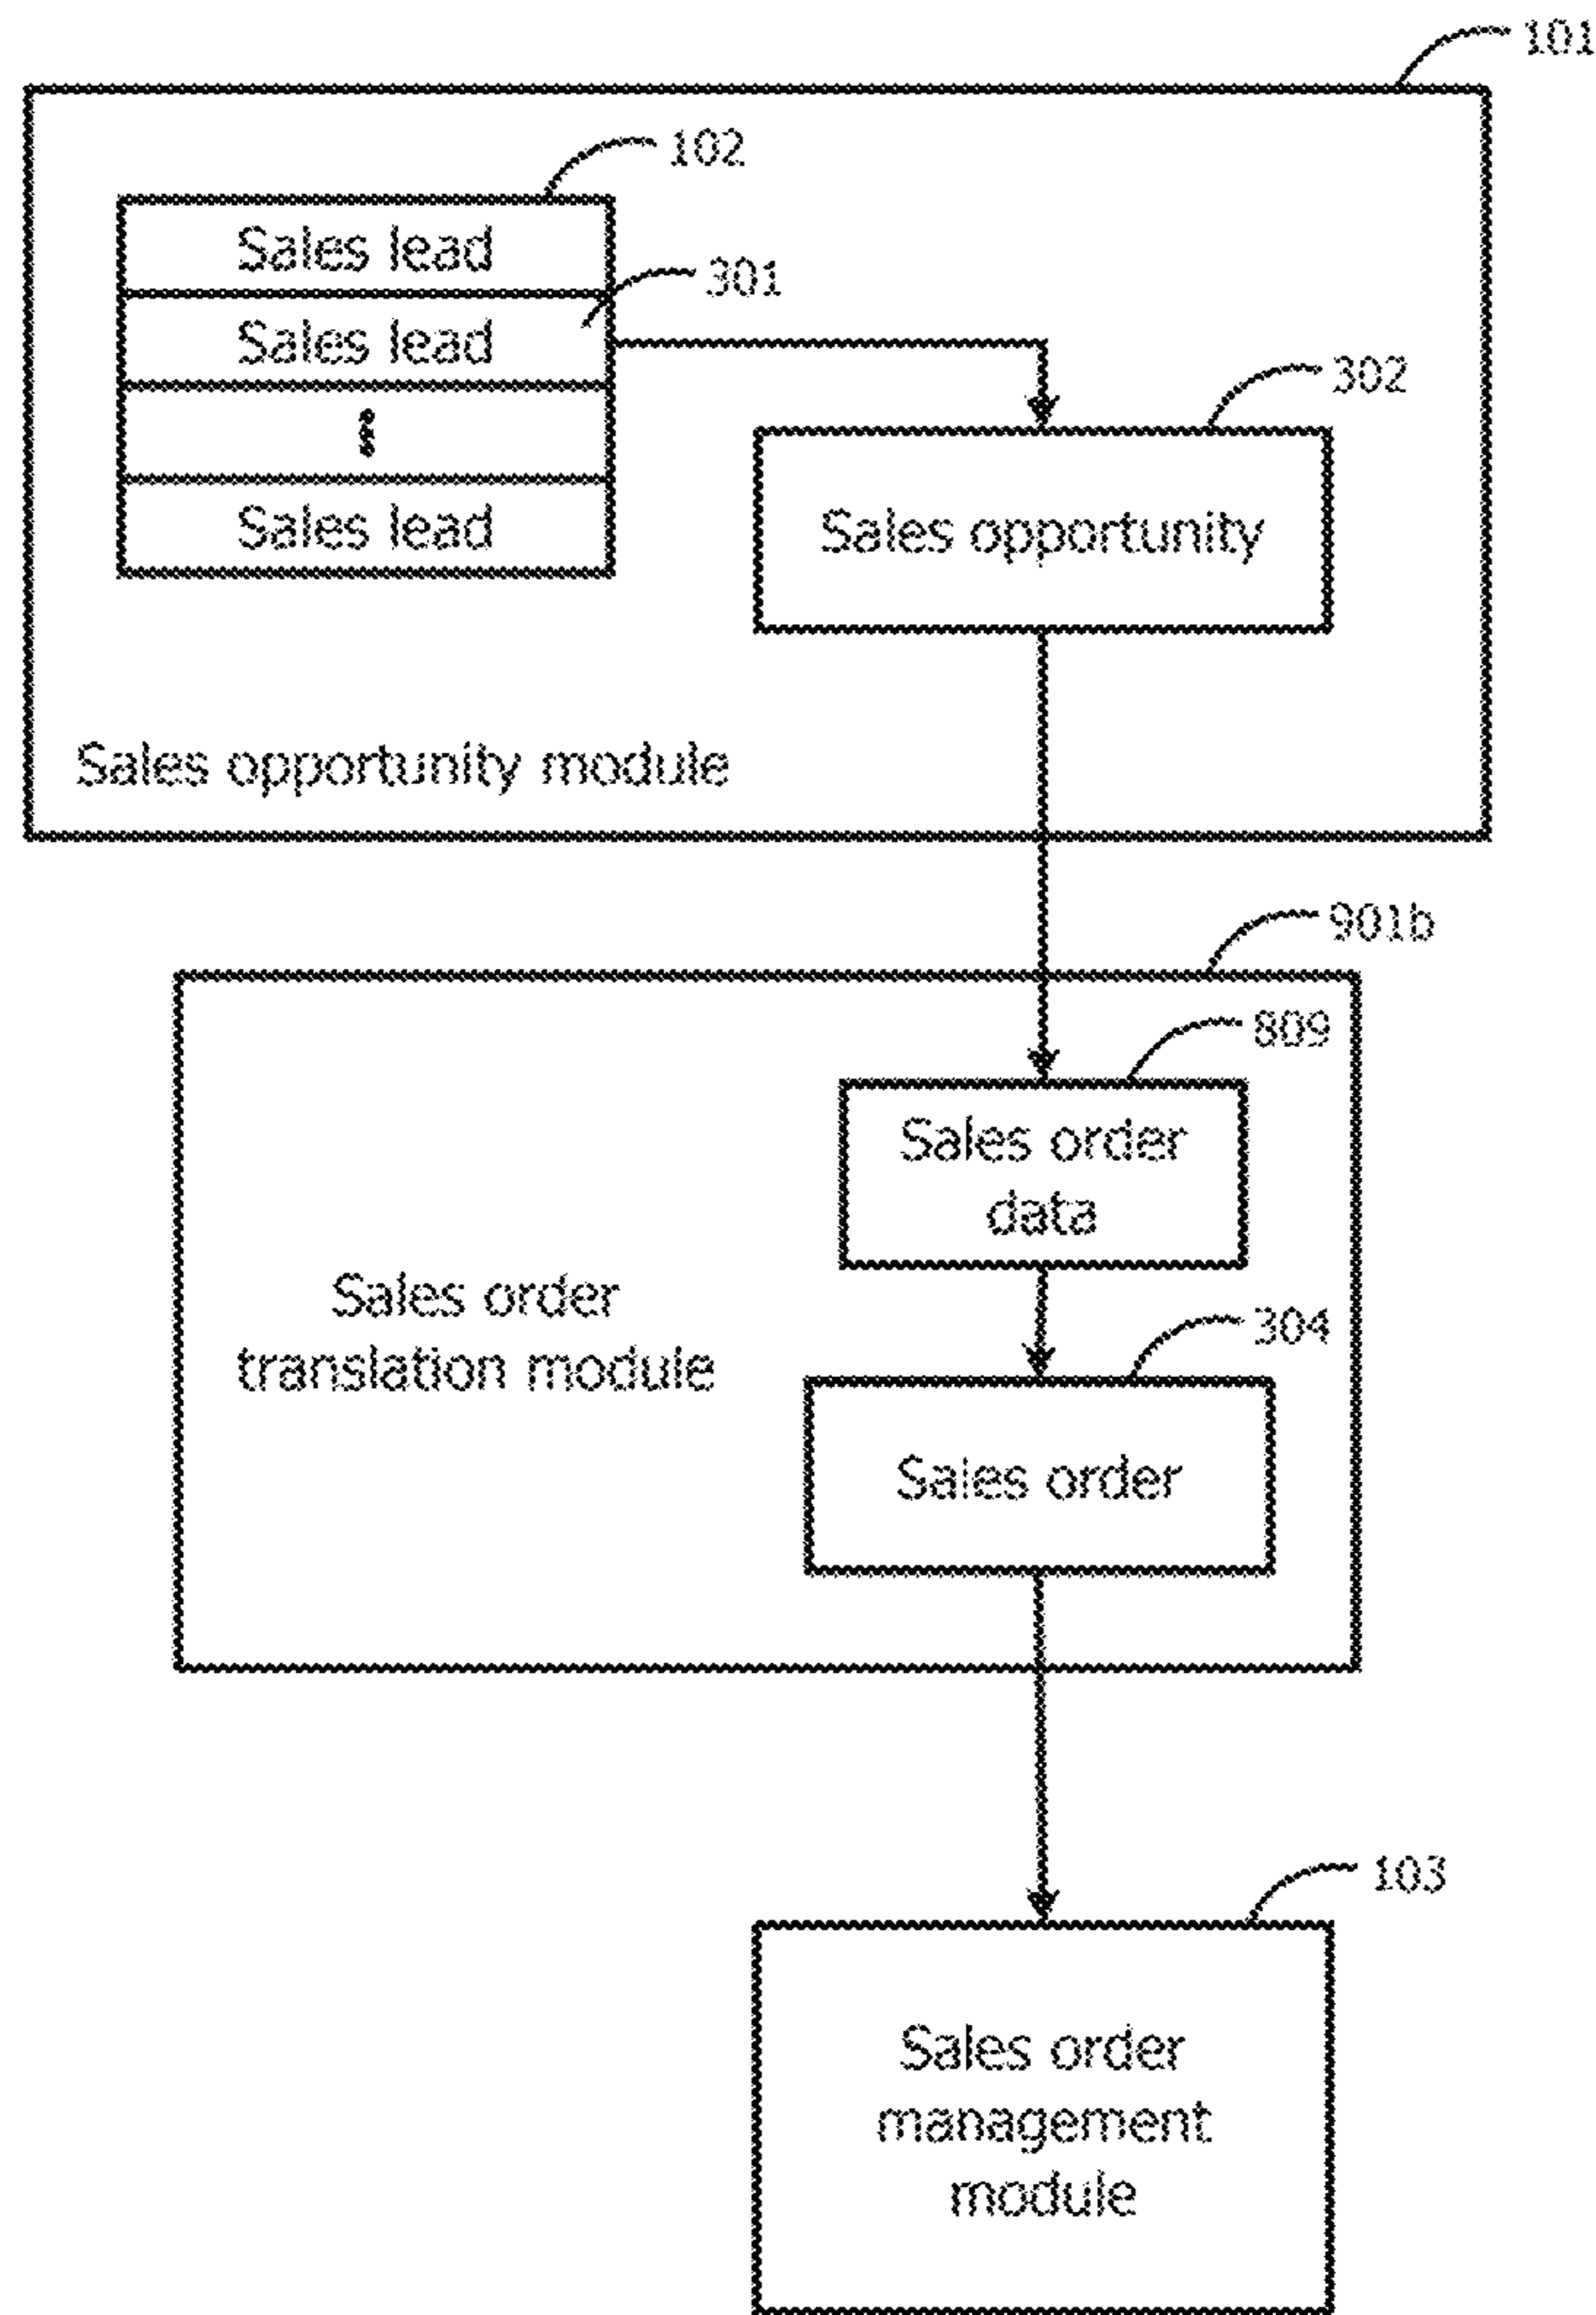 101
102
Sales lead
301
Sales lead
302
Sales lead
Sales opportunity
Sales opportunity module
901b
809
Sales order
data
Sales order
translation module
304
Sales order
103
Sales order
management
module